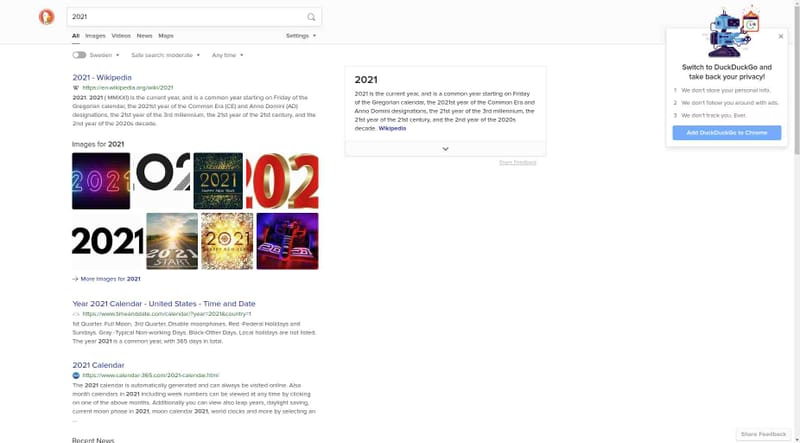 2021
All Images Videos News Maps Settings
Sweden Safe search: moderate Any time
2021 - Wikipedia
https://en.wikipedia.org/wiki/2021
2021. 2021 ( MMXXI) is the current year, and is a common year starting on Friday of
the Gregorian calendar, the 2021st year of the Common Era (CE) and Anno Domini (AD)
designations, the 21st year of the 3rd millennium, the 21st year of the 21st century, and the
2nd year of the 2020s decade.
Images for 2021
2021
202
2021
HAPPY NEW YEAR
202
2021
2021
START
2021
HAPPY NEW YEAR
→ More Images for 2021
Year 2021 Calendar - United States - Time and Date
https://www.timeanddate.com/calendar/?year=2021&country=1
1st Quarter. Full Moon. 3rd Quarter. Disable moonphases. Red -Federal Holidays and
Sundays. Gray -Typical Non-working Days. Black-Other Days. Local holidays are not listed.
The year 2021 is a common year, with 365 days in total.
2021 Calendar
https://www.calendar-365.com/2021-calendar.html
The 2021 calendar is automatically generated and can always be visited online. Also
month calendars in 2021 including week numbers can be viewed at any time by clicking
on one of the above months. Additionally you can view also leap years, daylight saving,
current moon phase in 2021, moon calendar 2021, world clocks and more by selecting an
...
Recent News
2021
2021 is the current year, and is a common year starting on Friday
of the Gregorian calendar, the 2021st year of the Common Era and
Anno Domini designations, the 21st year of the 3rd millennium, the
21st year of the 21st century, and the 2nd year of the 2020s
decade. Wikipedia
Share Feedback
Switch to DuckDuckGo and
take back your privacy!
1 We don't store your personal info.
2 We don't follow you around with ads.
3 We don't track you. Ever.
Add DuckDuckGo to Chrome
Share Feedback